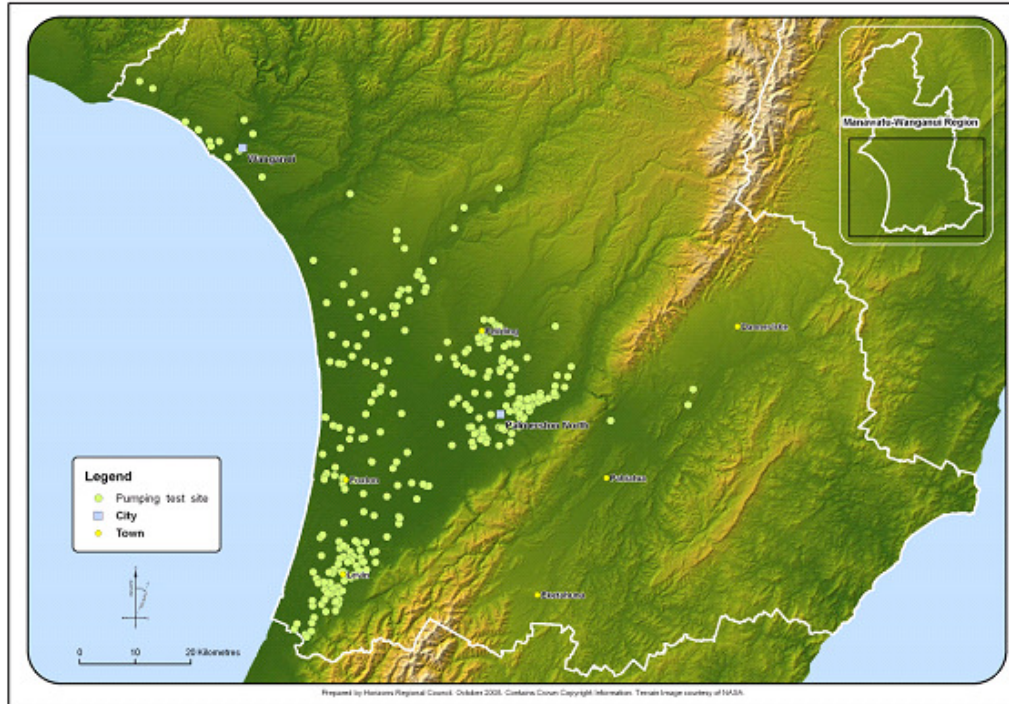 Manawatu-Wanganui Region
Wanganui
Feilding
Dannevirke
Palmerston North
Foxton
Pahiatua
Levin
Eketahuna
Legend
Pumping test site
City
Town
0 10 20 Kilometres
Prepared by Horizons Regional Council. October 2008. Contains Crown Copyright Information. Terrain Image courtesy of NASA.